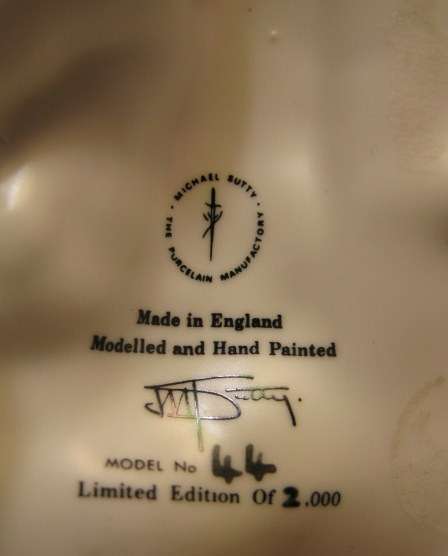 · MICHAEL SUTTY ·
THE PORCELAIN MANUFACTORY
Made in England
Modelled and Hand Painted
M Sutty.
MODEL No 44
Limited Edition Of 2.000